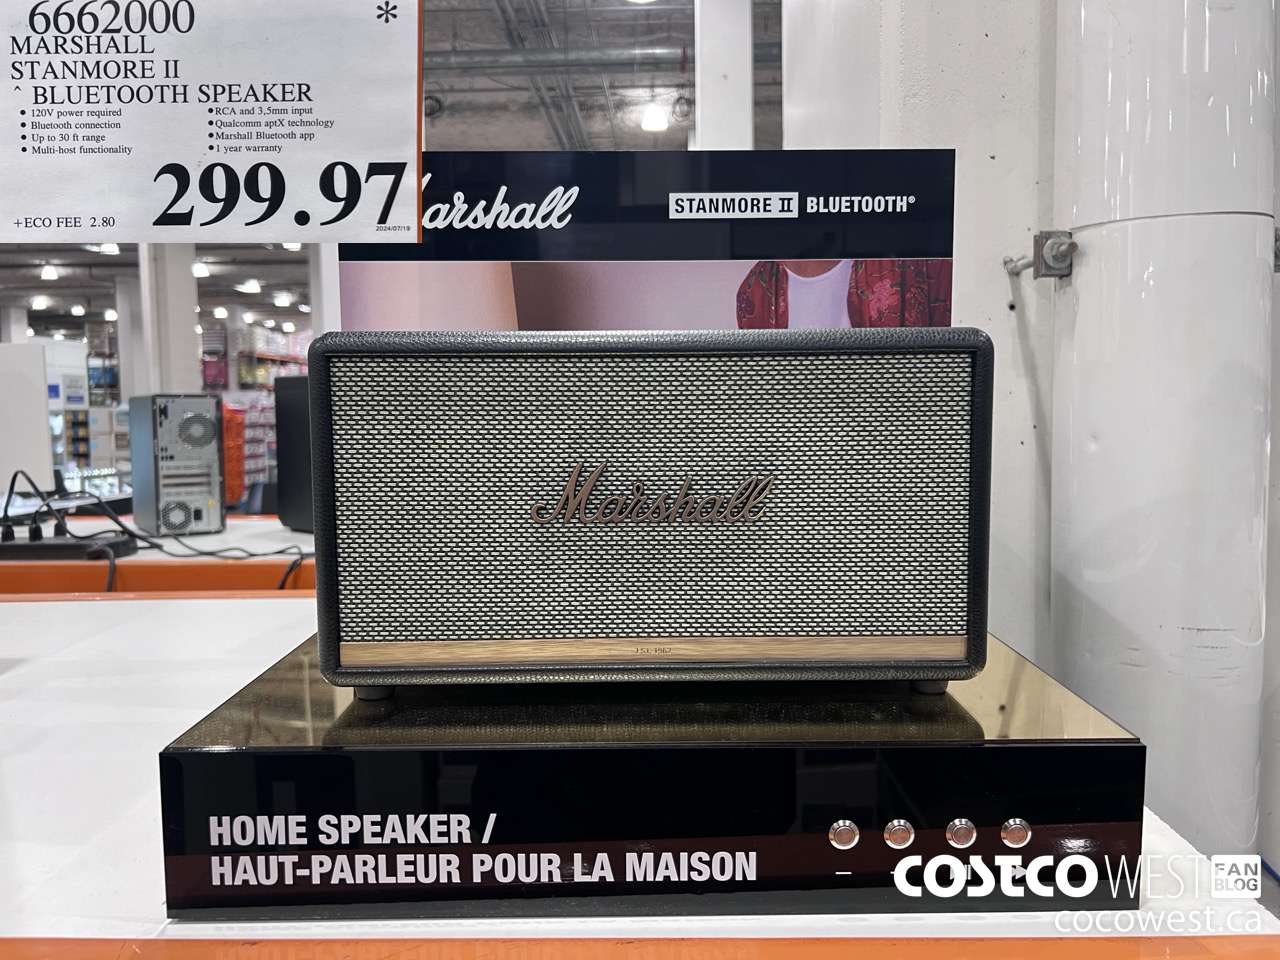 6662000 *
MARSHALL
STANMORE II
^ BLUETOOTH SPEAKER
• 120V power required
• Bluetooth connection
• Up to 30 ft range
• Multi-host functionality
• RCA and 3,5mm input
• Qualcomm aptX technology
• Marshall Bluetooth app
• 1 year warranty
+ECO FEE 2.80
299.97
2024/07/19
arshall
STANMORE II BLUETOOTH®
Marshall
HOME SPEAKER /
HAUT-PARLEUR POUR LA MAISON
COSTCO WEST FAN BLOG
cocowest.ca